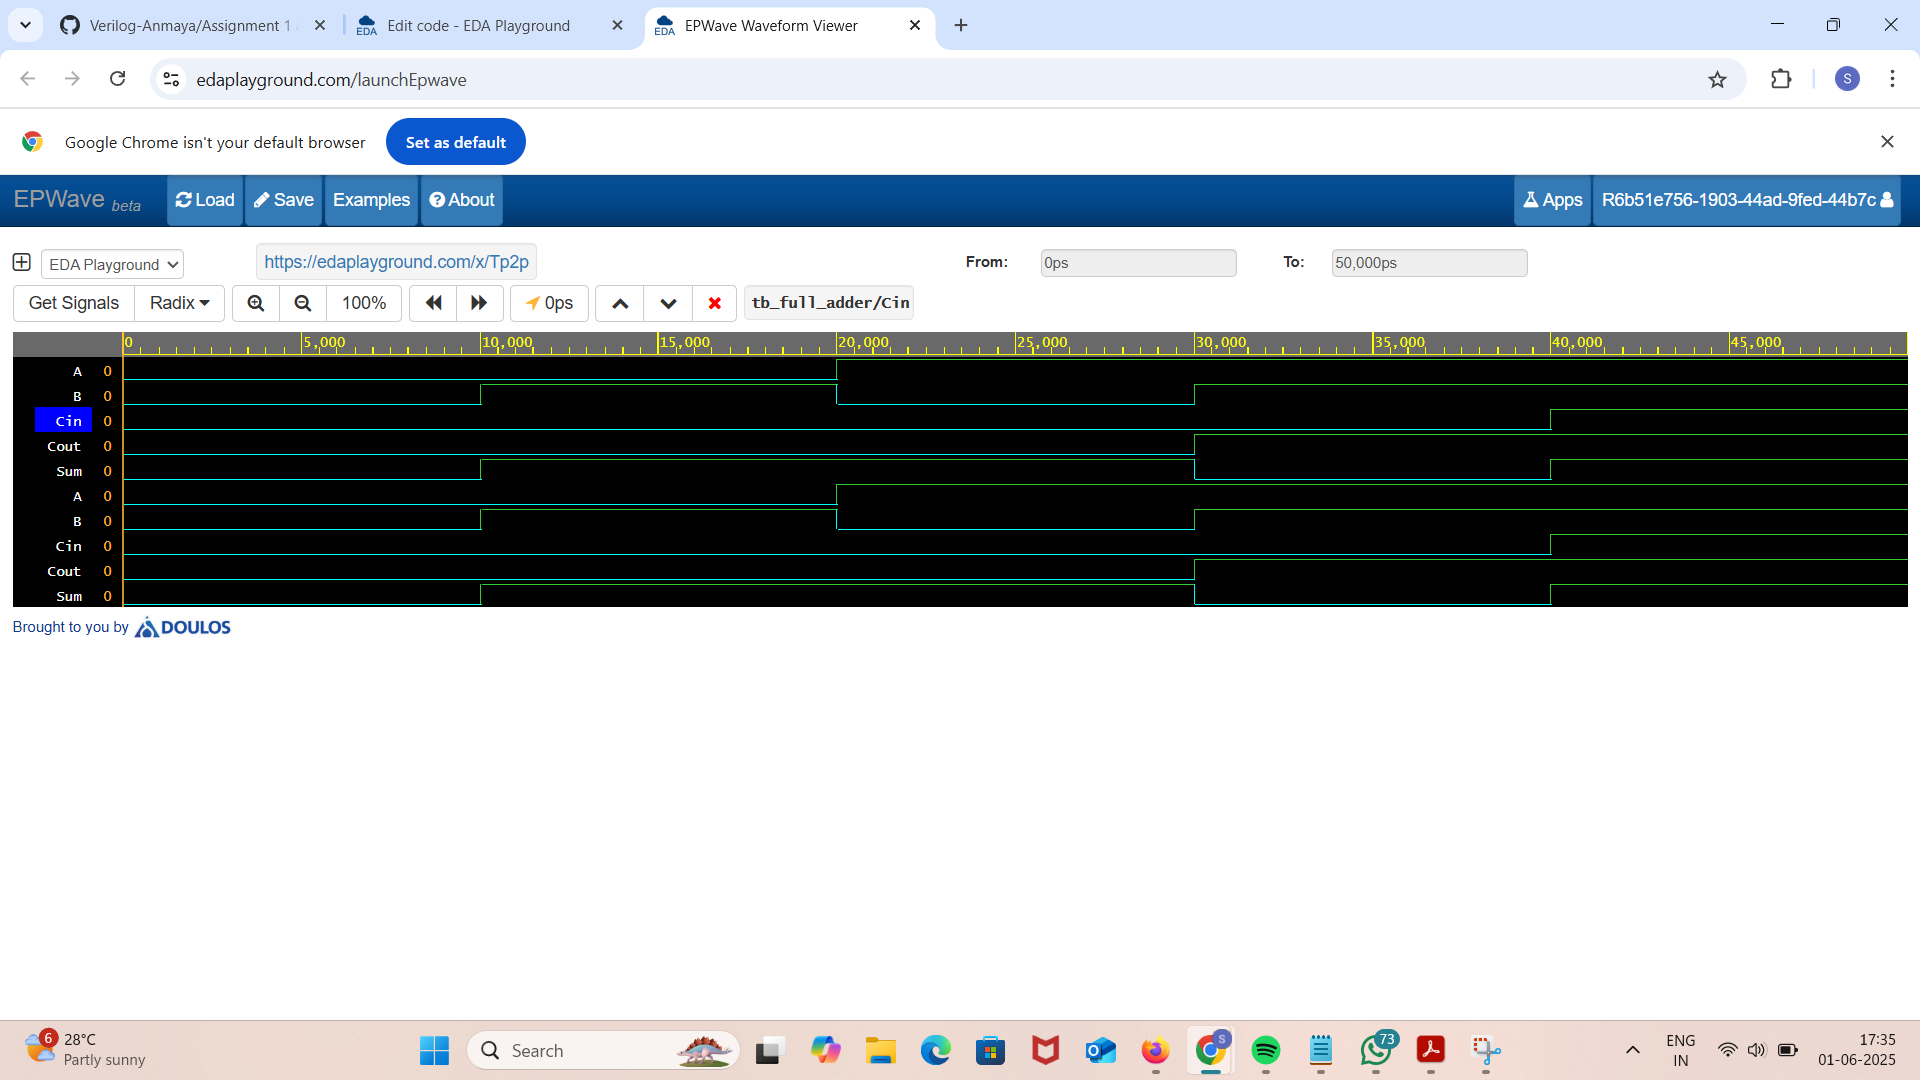 Verilog-Anmaya/Assignment 1
Edit code - EDA Playground
EPWave Waveform Viewer
edaplayground.com/launchEpwave
S
Google Chrome isn't your default browser
Set as default
EPWave beta
Load
Save
Examples
About
Apps
R6b51e756-1903-44ad-9fed-44b7c
EDA Playground
https://edaplayground.com/x/Tp2p
From:
0ps
To:
50,000ps
Get Signals
Radix
100%
0ps
tb_full_adder/Cin
0 5,000 10,000 15,000 20,000 25,000 30,000 35,000 40,000 45,000
A 0
B 0
Cin 0
Cout 0
Sum 0
A 0
B 0
Cin 0
Cout 0
Sum 0
Brought to you by DOULOS
6
28°C
Partly sunny
Search
S
73
ENG
IN
17:35
01-06-2025